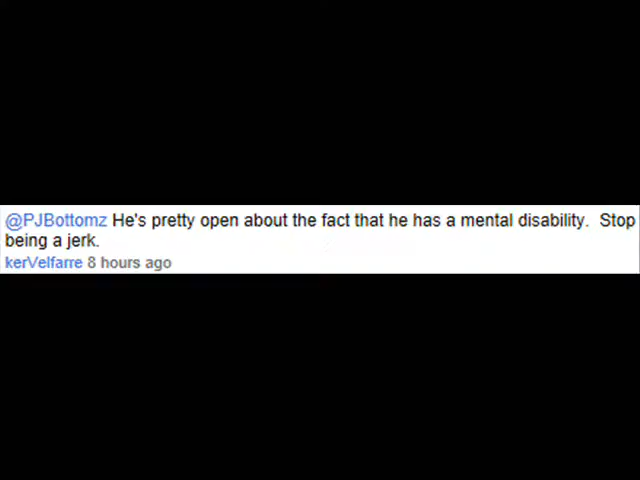 @PJBottomz He's pretty open about the fact that he has a mental disability.  Stop
being a jerk.
kerVelfarre 8 hours ago